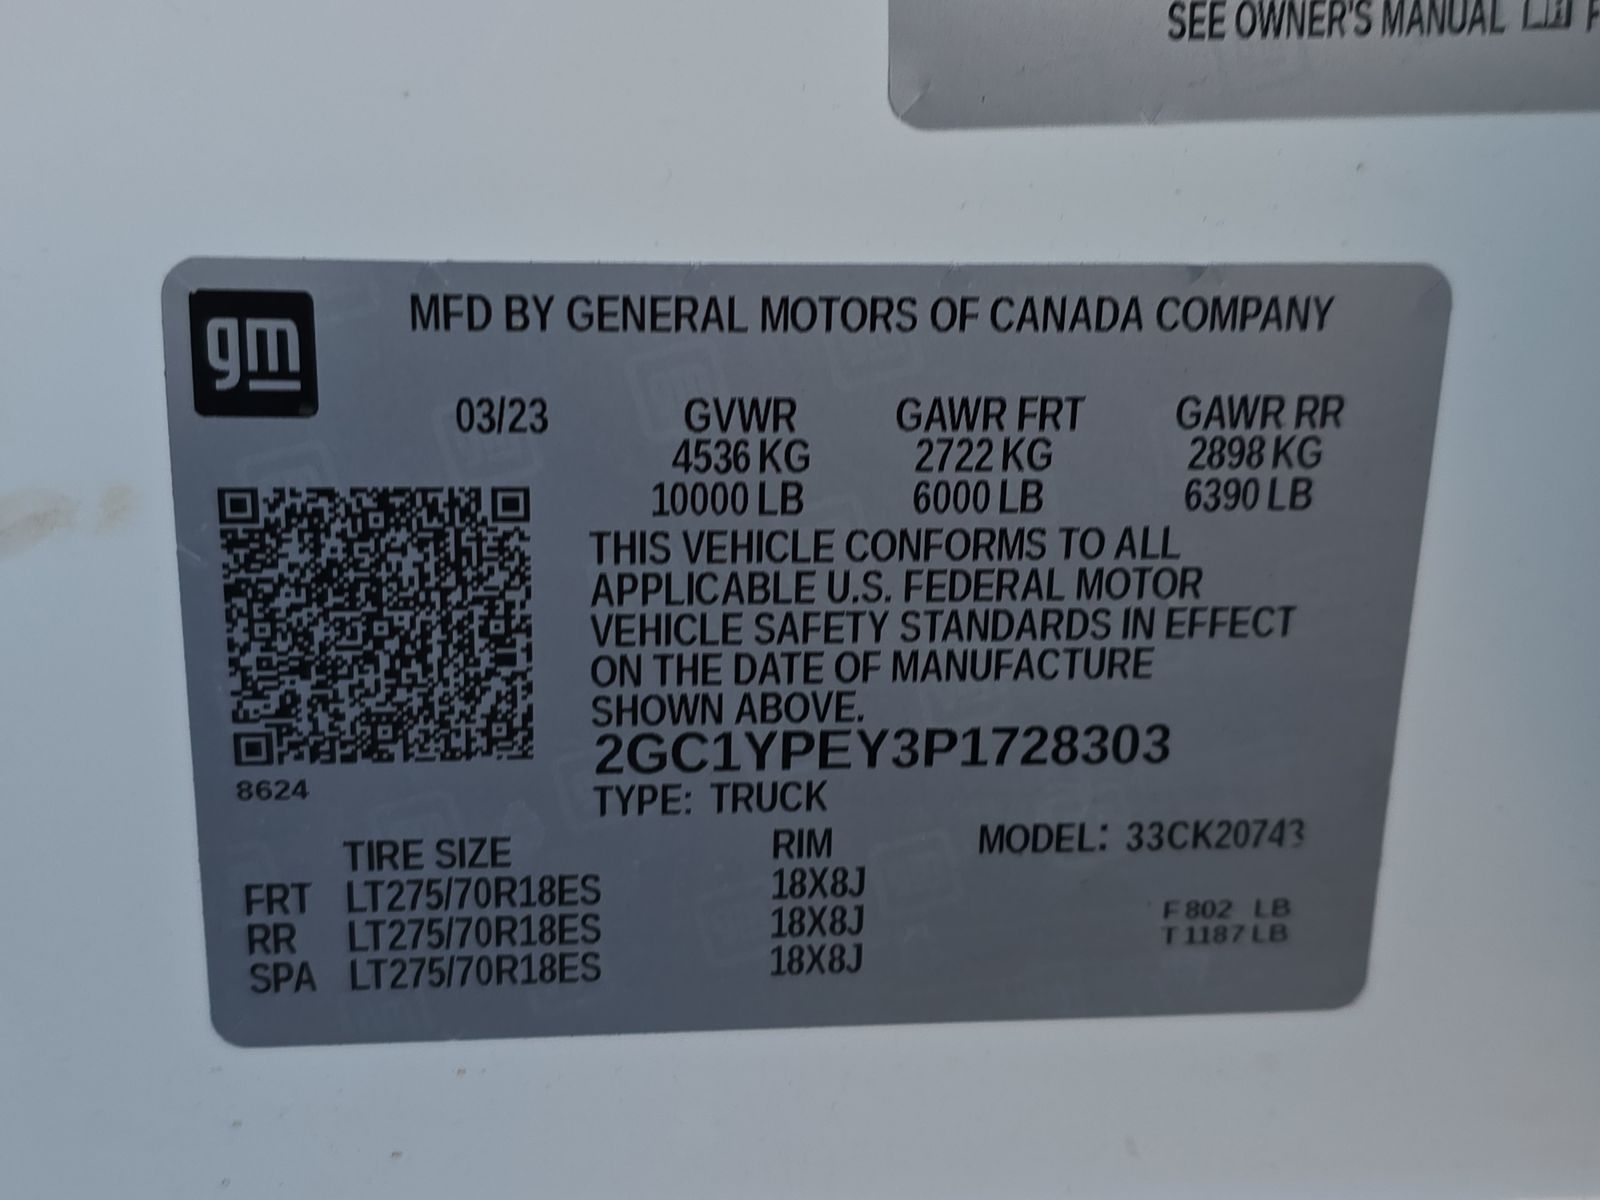 SEE OWNER'S MANUAL
gm
MFD BY GENERAL MOTORS OF CANADA COMPANY
03/23 GVWR GAWR FRT GAWR RR
4536 KG 2722 KG 2898 KG
10000 LB 6000 LB 6390 LB
THIS VEHICLE CONFORMS TO ALL
APPLICABLE U.S. FEDERAL MOTOR
VEHICLE SAFETY STANDARDS IN EFFECT
ON THE DATE OF MANUFACTURE
SHOWN ABOVE.
2GC1YPEY3P1728303
8624
TYPE: TRUCK
TIRE SIZE RIM MODEL: 33CK20743
FRT LT275/70R18ES 18X8J
RR LT275/70R18ES 18X8J
SPA LT275/70R18ES 18X8J
F 802 LB
T 1187 LB